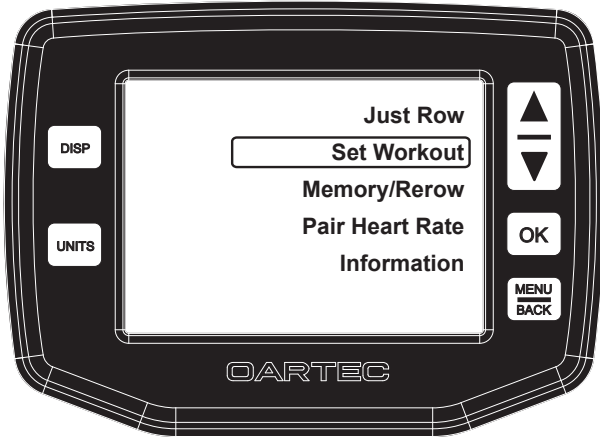 Just Row
DISP
Set Workout
Memory/Rerow
Pair Heart Rate
UNITS
OK
Information
MENU
BACK
OARTEC